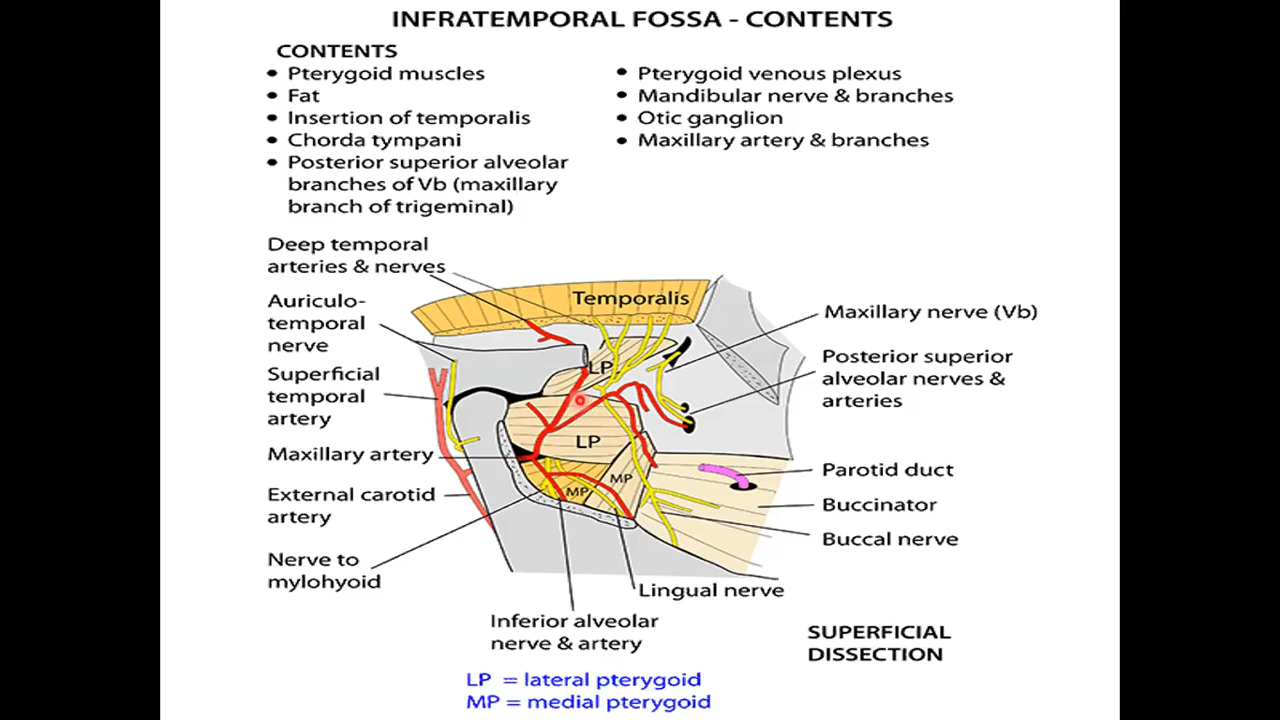 INFRATEMPORAL FOSSA - CONTENTS
CONTENTS
• Pterygoid muscles
• Fat
• Insertion of temporalis
• Chorda tympani
• Posterior superior alveolar
branches of Vb (maxillary
branch of trigeminal)
• Pterygoid venous plexus
• Mandibular nerve & branches
• Otic ganglion
• Maxillary artery & branches
Deep temporal
arteries & nerves
Auriculo-
temporal
nerve
Superficial
temporal
artery
Maxillary artery
External carotid
artery
Nerve to
mylohyoid
Inferior alveolar
nerve & artery
Lingual nerve
Temporalis
LP
LP
MP
MP
Maxillary nerve (Vb)
Posterior superior
alveolar nerves &
arteries
Parotid duct
Buccinator
Buccal nerve
SUPERFICIAL
DISSECTION
LP = lateral pterygoid
MP = medial pterygoid